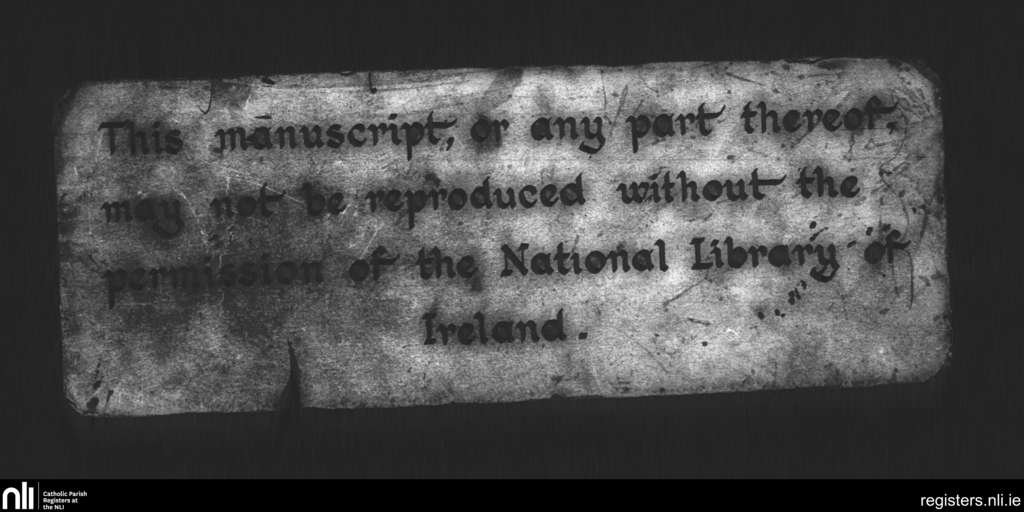 This manuscript, or any part thereof,
may not be reproduced without the
permission of the National Library of
Ireland.
nli
Catholic Parish
Registers at
the NLI
registers.nli.ie